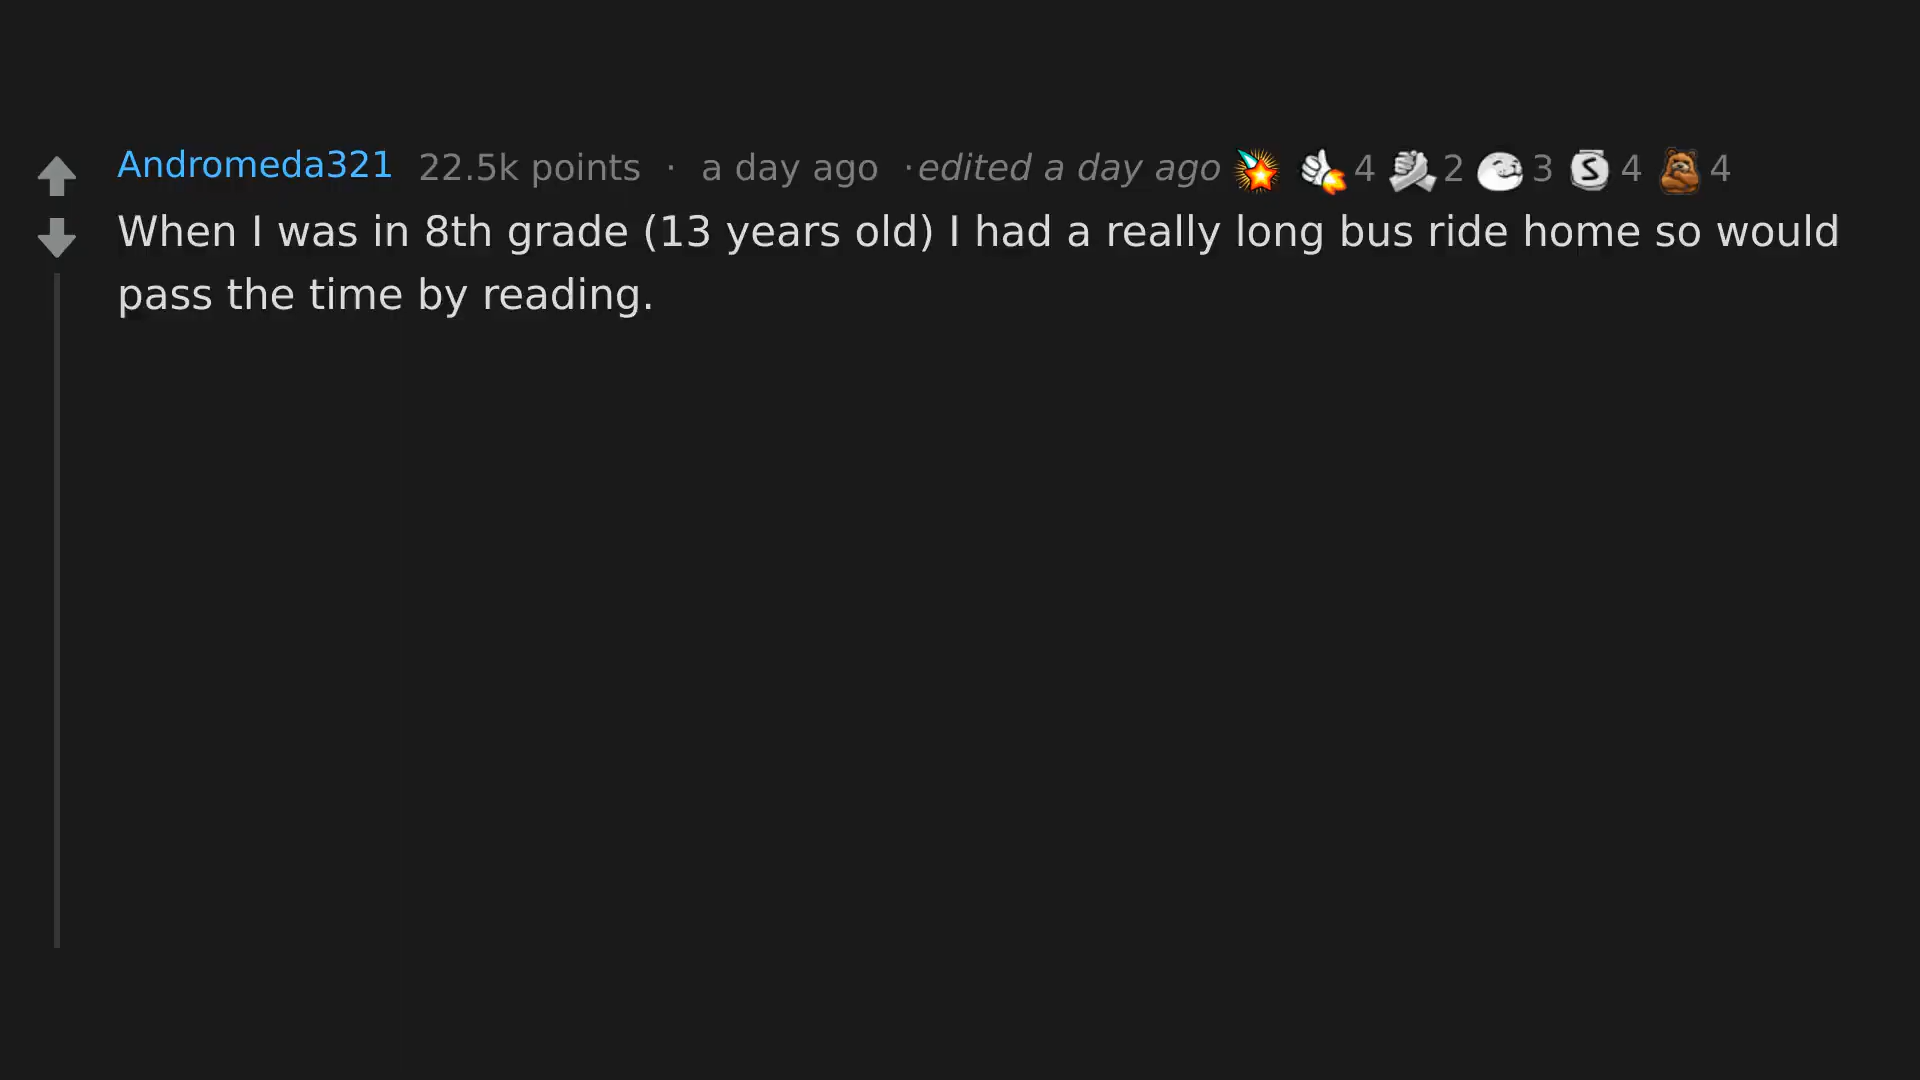 Andromeda321 22.5k points · a day ago ·edited a day ago 4 2 3 S 4 4
When I was in 8th grade (13 years old) I had a really long bus ride home so would
pass the time by reading.